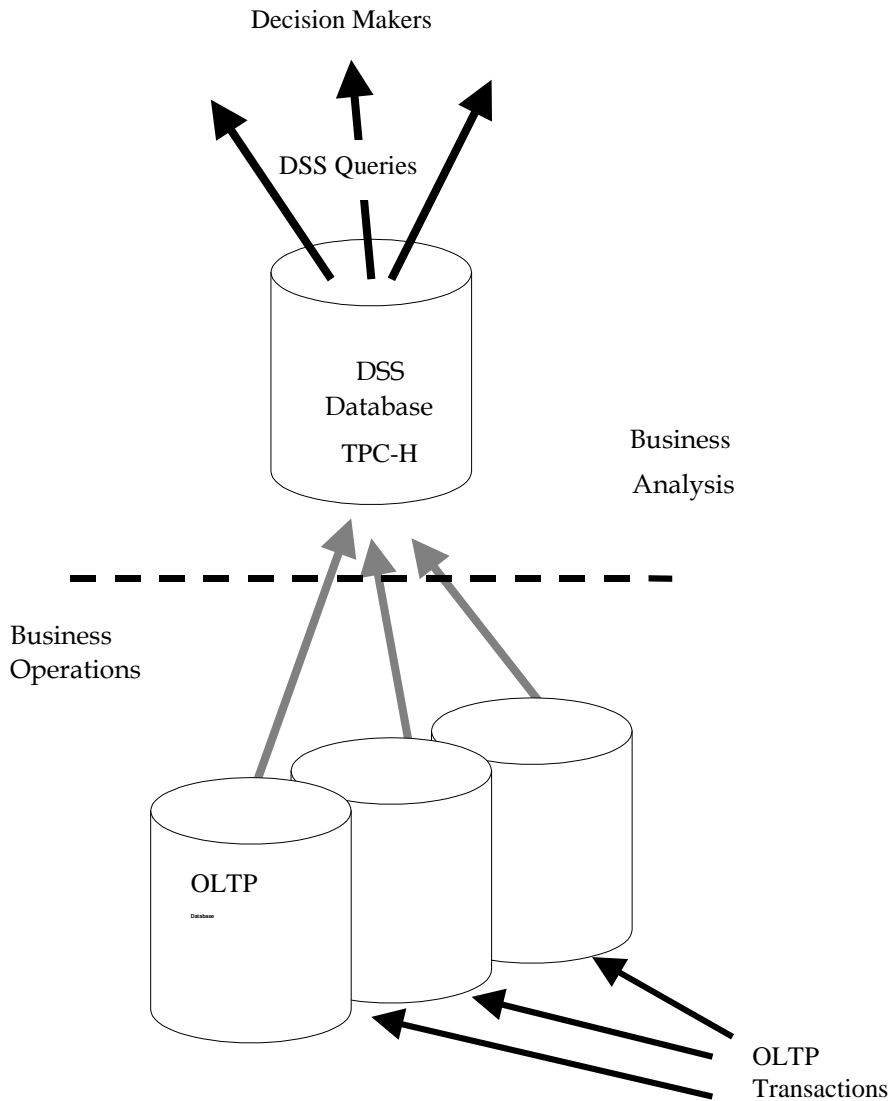 Decision Makers
DSS Queries
DSS
Database
TPC-H
Business
Analysis
Business
Operations
OLTP
Database
OLTP
Transactions